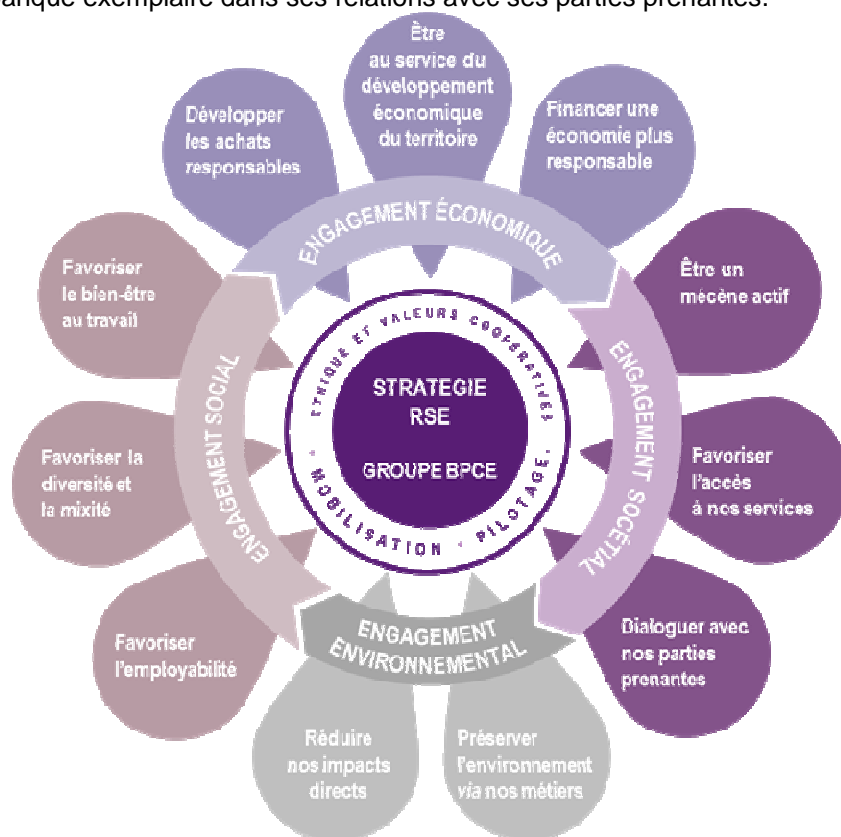 anque exemplaire dans ses relations avec ses parties prenantes.
Être
au service du
développement
économique
du territoire
Développer
les achats
responsables
Financer une
économie plus
responsable
ENGAGEMENT ÉCONOMIQUE
Favoriser
le bien-être
au travail
Être un
mécène actif
ETHIQUE ET VALEURS COOPÉRATIVES
STRATEGIE
RSE
GROUPE BPCE
• MOBILISATION • PILOTAGE.
ENGAGEMENT SOCIAL
ENGAGEMENT SOCÉTIAL
Favoriser la
diversité et
la mixité
Favoriser
l'accès
à nos services
Favoriser
l'employabilité
ENGAGEMENT
ENVIRONNEMENTAL
Dialoguer avec
nos parties
prenantes
Réduire
nos impacts
directs
Préserver
l'environnement
via nos métiers